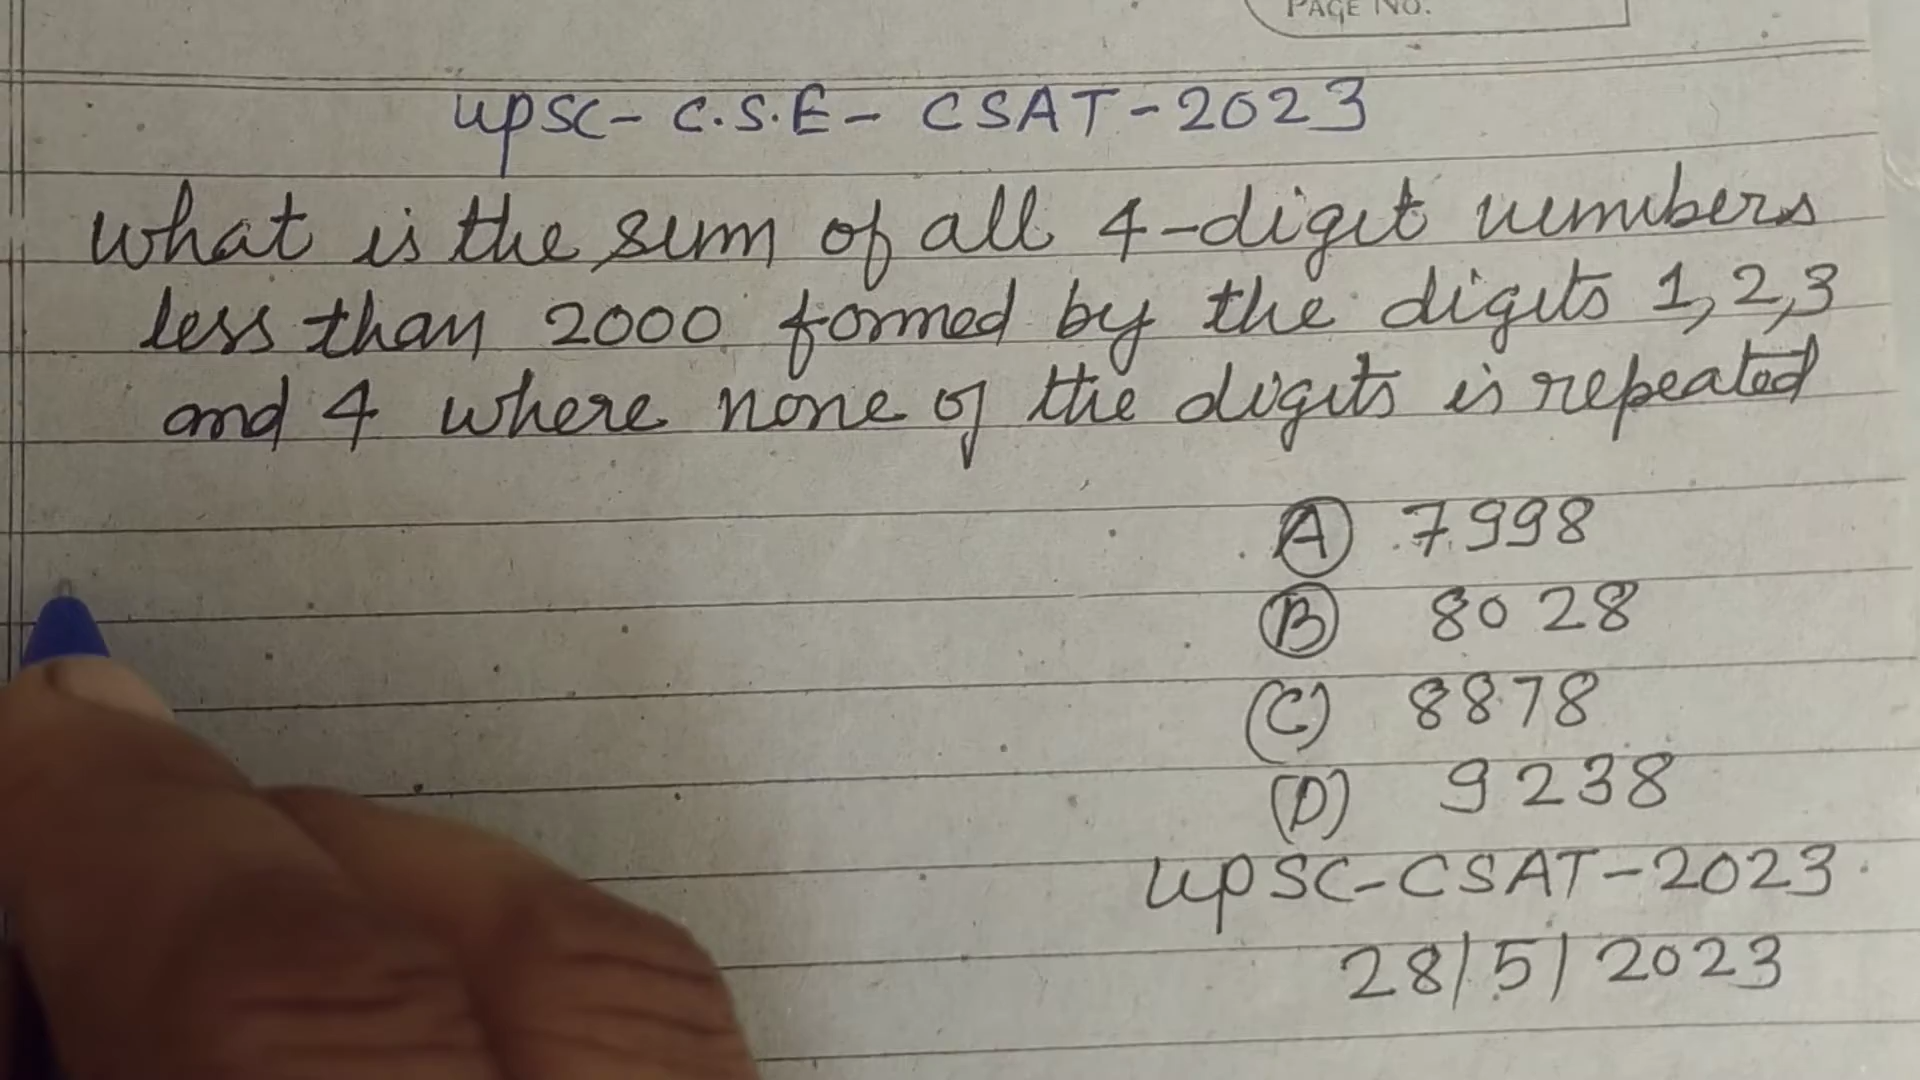 PAGE NO.
UPSC- C.S.E- CSAT-2023
What is the sum of all 4-digit numbers
less than 2000 formed by the digits 1, 2, 3
and 4 where none of the digits is repeated
(A) 7998
(B) 8028
(C) 8878
(D) 9238
UPSC-CSAT-2023
28/5/2023